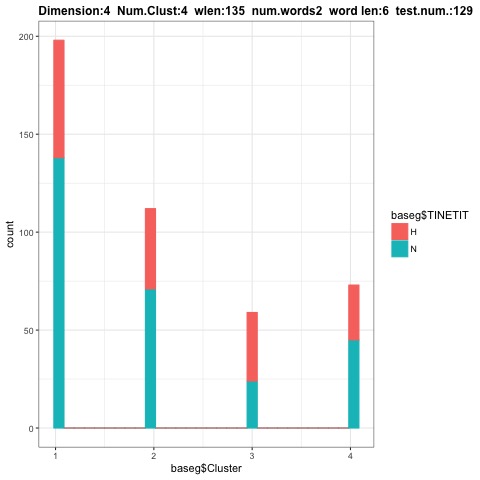 Dimension:4 Num.Clust:4 wlen:135 num.words2 word len:6 test.num.:129
200
150
100
50
0
count
1 2 3 4
baseg$Cluster
baseg$TINETIT
H
N